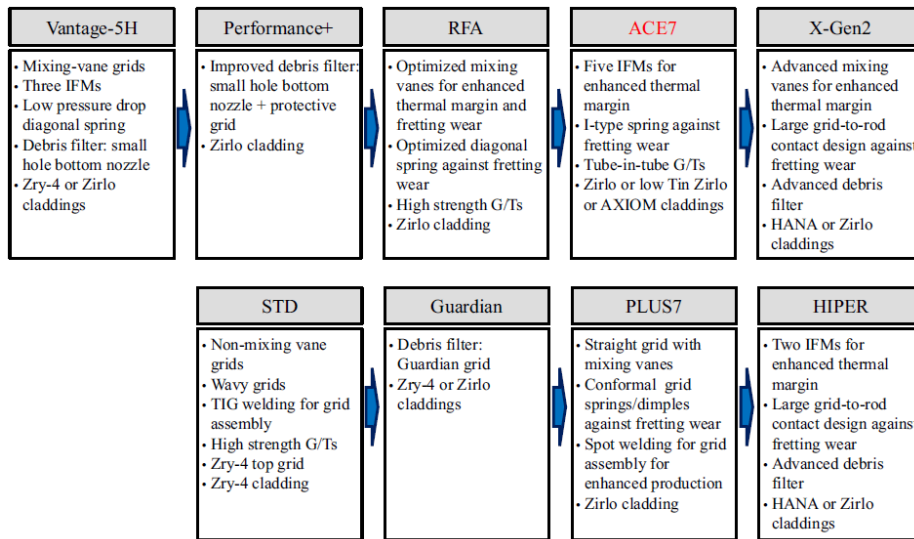 Vantage-5H
• Mixing-vane grids
• Three IFMs
• Low pressure drop
diagonal spring
• Debris filter: small
hole bottom nozzle
• Zry-4 or Zirlo
claddings
Performance+
• Improved debris filter:
small hole bottom
nozzle + protective
grid
• Zirlo cladding
RFA
• Optimized mixing
vanes for enhanced
thermal margin and
fretting wear
• Optimized diagonal
spring against fretting
wear
• High strength G/Ts
• Zirlo cladding
ACE7
• Five IFMs for
enhanced thermal
margin
• I-type spring against
fretting wear
• Tube-in-tube G/Ts
• Zirlo or low Tin Zirlo
or AXIOM claddings
X-Gen2
• Advanced mixing
vanes for enhanced
thermal margin
• Large grid-to-rod
contact design against
fretting wear
• Advanced debris
filter
• HANA or Zirlo
claddings
STD
• Non-mixing vane
grids
• Wavy grids
• TIG welding for grid
assembly
• High strength G/Ts
• Zry-4 top grid
• Zry-4 cladding
Guardian
• Debris filter:
Guardian grid
• Zry-4 or Zirlo
claddings
PLUS7
• Straight grid with
mixing vanes
• Conformal grid
springs/dimples
against fretting wear
• Spot welding for grid
assembly for
enhanced production
• Zirlo cladding
HIPER
• Two IFMs for
enhanced thermal
margin
• Large grid-to-rod
contact design against
fretting wear
• Advanced debris
filter
• HANA or Zirlo
claddings